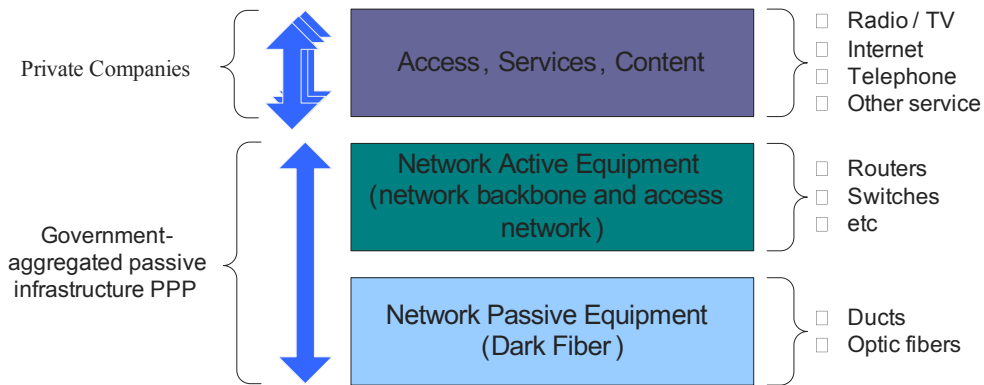 Private Companies
Access, Services, Content
Radio / TV
Internet
Telephone
Other service
Government-
aggregated passive
infrastructure PPP
Network Active Equipment
(network backbone and access
network)
Routers
Switches
etc
Network Passive Equipment
(Dark Fiber)
Ducts
Optic fibers